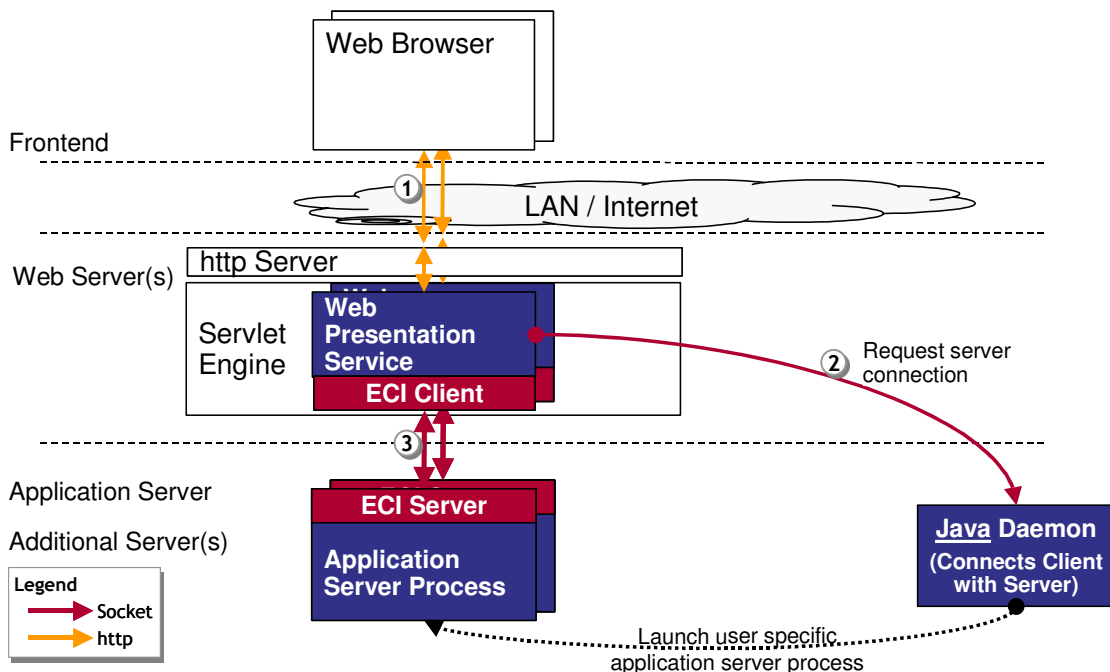 Web Browser
Frontend
1
LAN / Internet
http Server
Web Server(s)
Servlet
Engine
Web
Presentation
Service
ECI Client
2
Request server
connection
3
Application Server
ECI Server
Additional Server(s)
Application
Server Process
Java Daemon
(Connects Client
with Server)
Legend
Socket
http
Launch user specific
application server process